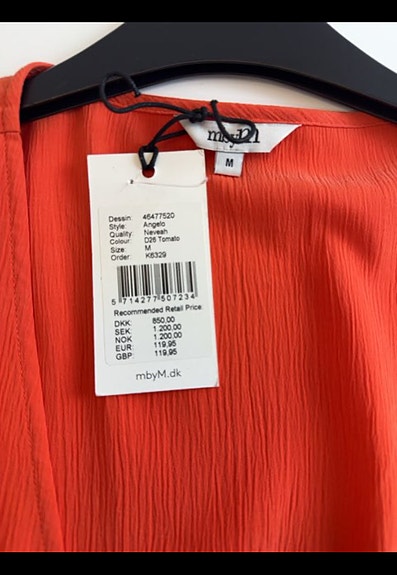 mbyM
M
Dessin: 46477520
Style: Angelo
Quality: Neveah
Colour: D26 Tomato
Size: M
Order: K6329
5 714277 507234
Recommended Retail Price
DKK: 850,00
SEK: 1.200,00
NOK 1.200,00
EUR: 119,95
GBP: 119,95
mbyM.dk